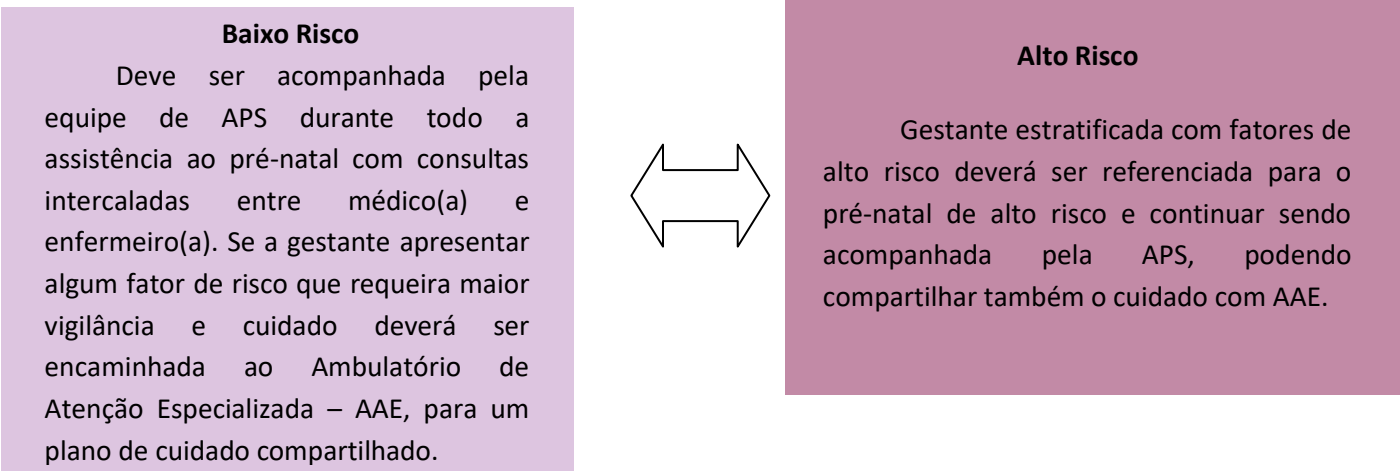 Baixo Risco
Deve ser acompanhada pela
equipe de APS durante todo a
assistência ao pré-natal com consultas
intercaladas entre médico(a) e
enfermeiro(a). Se a gestante apresentar
algum fator de risco que requeira maior
vigilância e cuidado deverá ser
encaminhada ao Ambulatório de
Atenção Especializada – AAE, para um
plano de cuidado compartilhado.
Alto Risco
Gestante estratificada com fatores de
alto risco deverá ser referenciada para o
pré-natal de alto risco e continuar sendo
acompanhada pela APS, podendo
compartilhar também o cuidado com AAE.